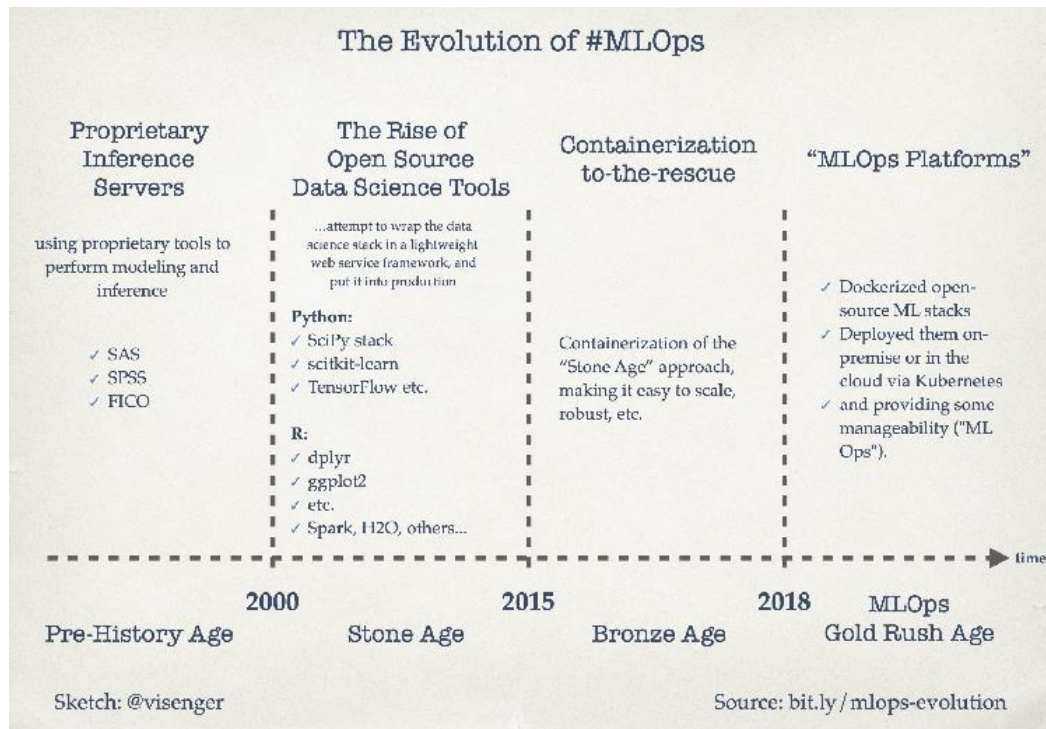 The Evolution of #MLOps
Proprietary
Inference
Servers
using proprietary tools to
perform modeling and
inference
✓ SAS
✓ SPSS
✓ FICO
The Rise of
Open Source
Data Science Tools
...attempt to wrap the data
science stack in a lightweight
web service framework, and
put it into production
Python:
✓ SciPy stack
✓ scitkit-learn
✓ TensorFlow etc.
R:
✓ dplyr
✓ ggplot2
✓ etc.
✓ Spark, H2O, others...
Containerization
to-the-rescue
Containerization of the
"Stone Age" approach,
making it easy to scale,
robust, etc.
“MLOps Platforms”
✓ Dockerized open-
source ML stacks
✓ Deployed them on-
premise or in the
cloud via Kubernetes
✓ and providing some
manageability ("ML
Ops").
time
2000
2015
2018
Pre-History Age
Stone Age
Bronze Age
MLOps
Gold Rush Age
Sketch: @visenger
Source: bit.ly/mlops-evolution